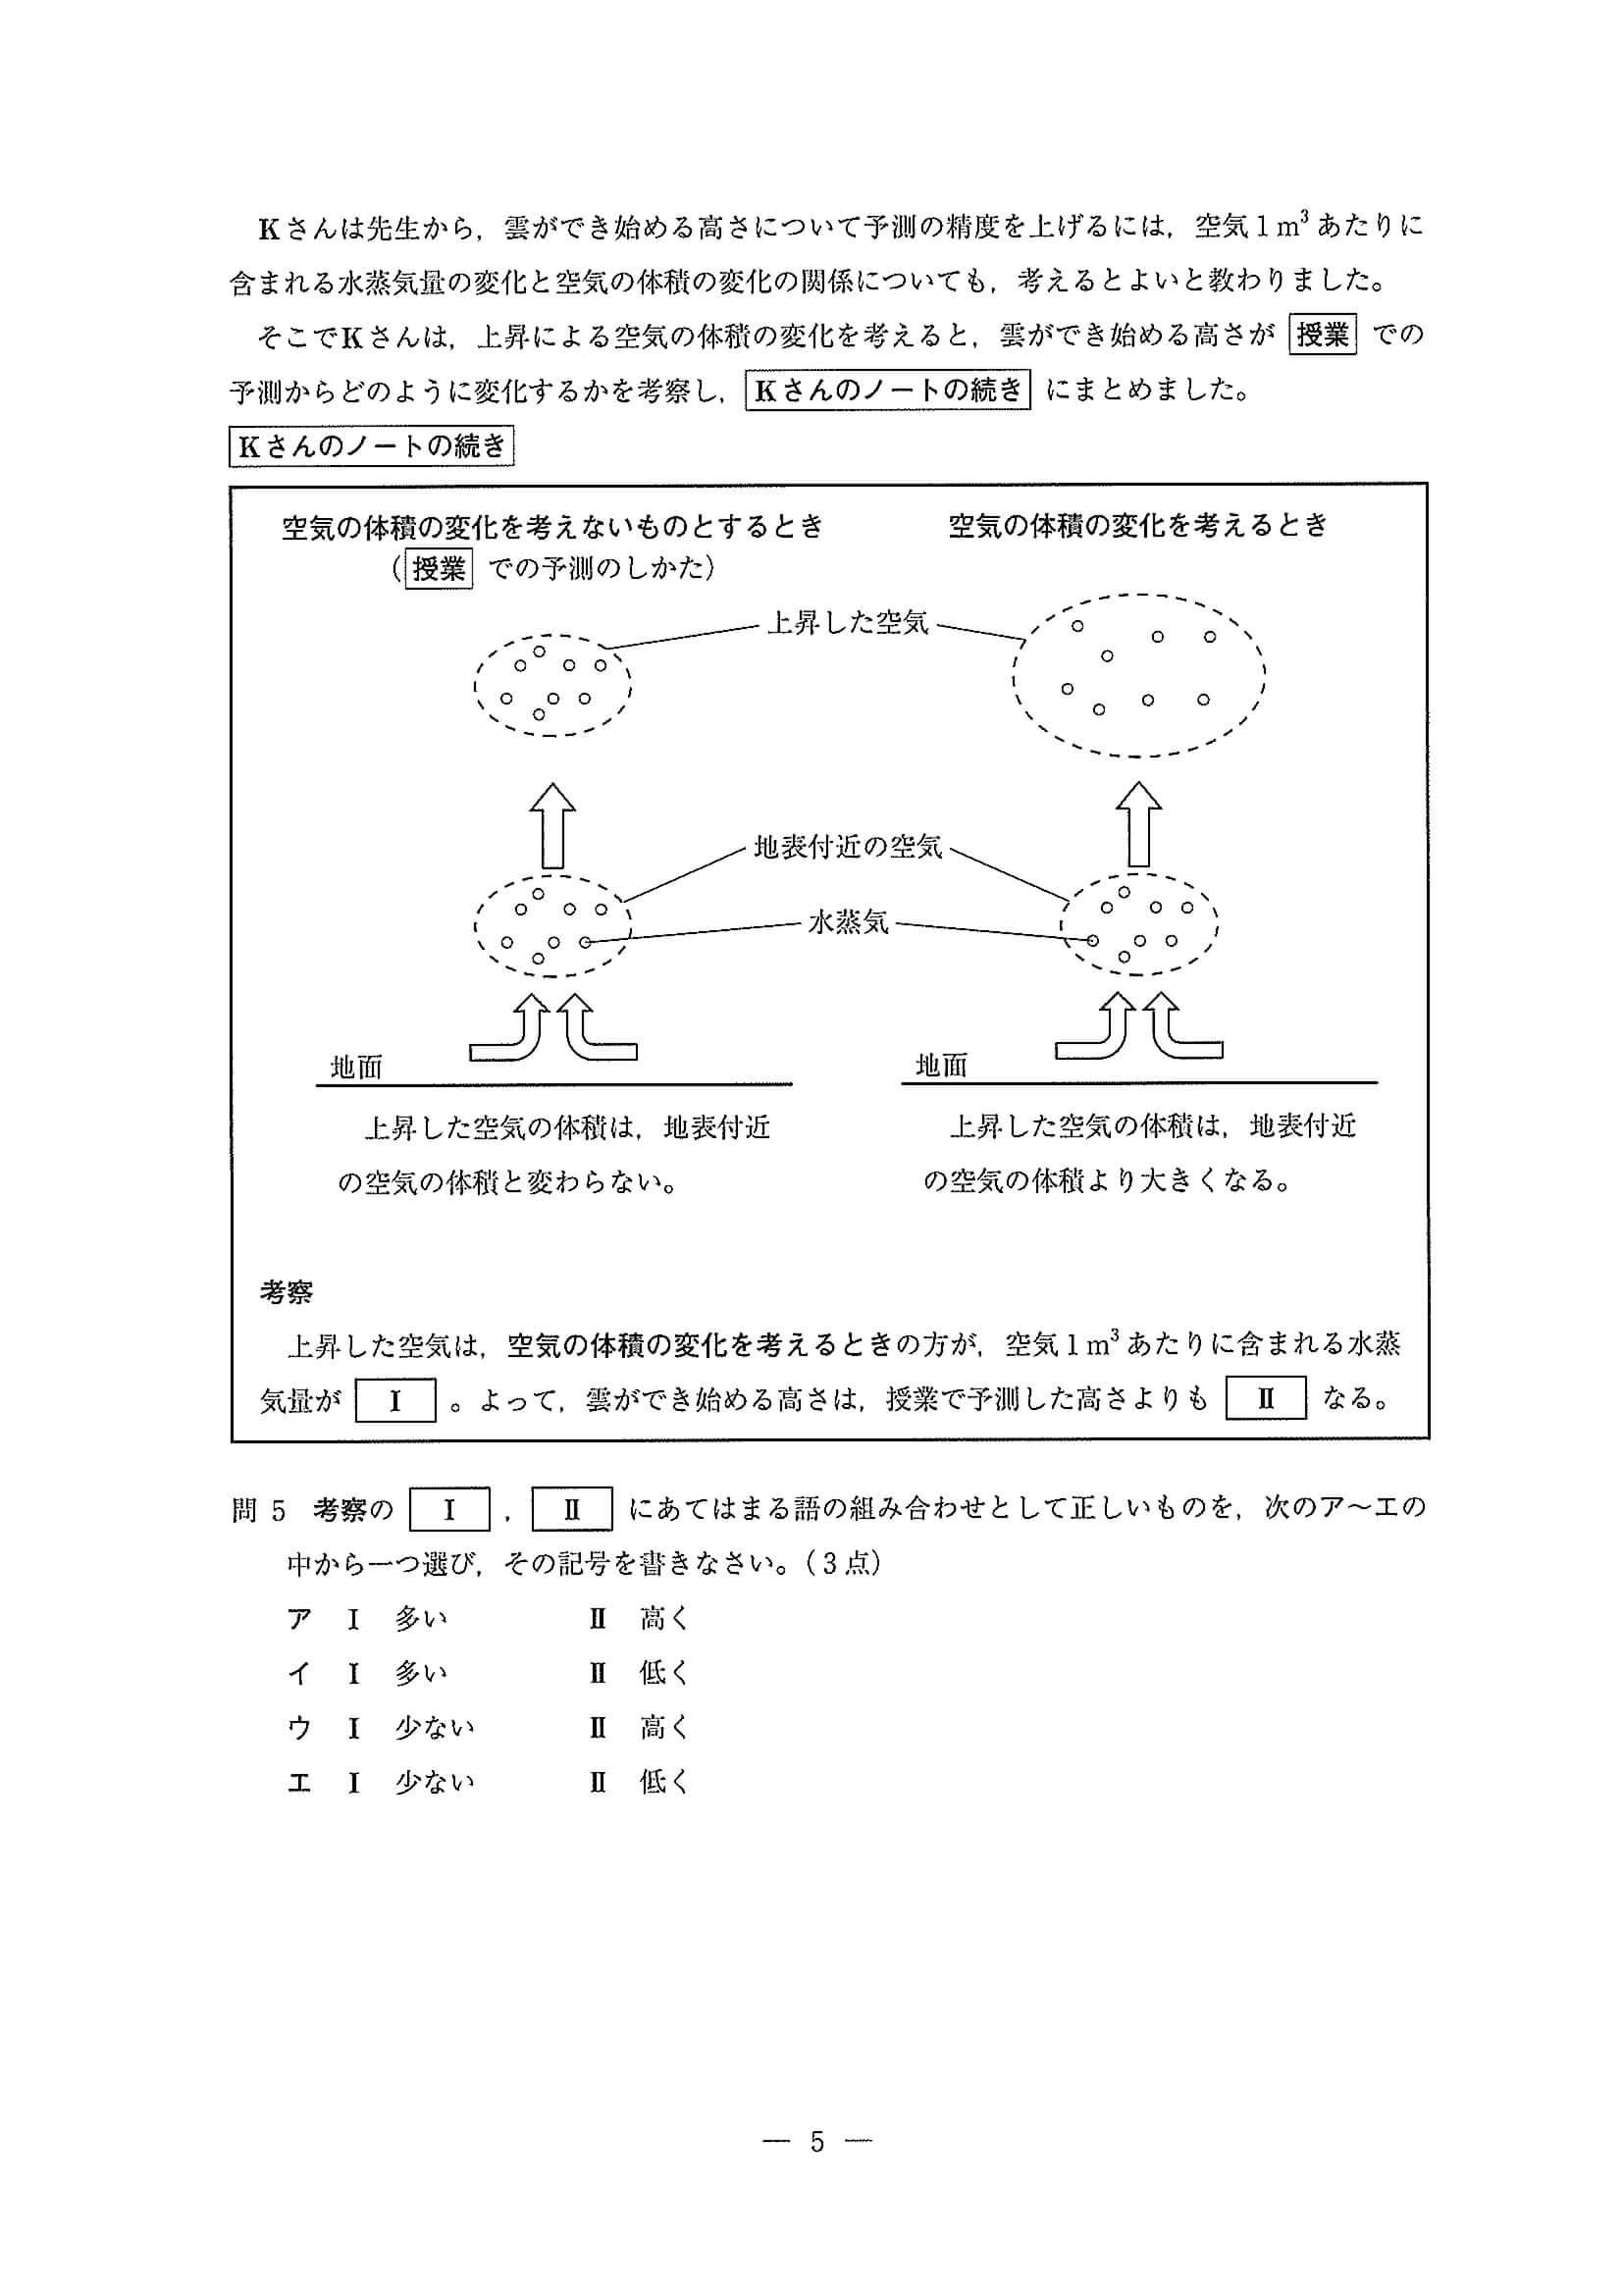 Kさんは先生から，雲ができ始める高さについて予測の精度を上げるには，空気1m³あたりに
含まれる水蒸気量の変化と空気の体積の変化の関係についても，考えるとよいと教わりました。
そこでKさんは，上昇による空気の体積の変化を考えると，雲ができ始める高さが 授業 での
予測からどのように変化するかを考察し， Kさんのノートの続き にまとめました。
Kさんのノートの続き
空気の体積の変化を考えないものとするとき
（授業 での予測のしかた）
空気の体積の変化を考えるとき
上昇した空気
地表付近の空気
水蒸気
地面
地面
上昇した空気の体積は，地表付近
の空気の体積と変わらない。
上昇した空気の体積は，地表付近
の空気の体積より大きくなる。
考察
上昇した空気は，空気の体積の変化を考えるときの方が，空気1m³あたりに含まれる水蒸
気量が Ⅰ 。よって，雲ができ始める高さは，授業で予測した高さよりも Ⅱ なる。
問5 考察の Ⅰ ， Ⅱ にあてはまる語の組み合わせとして正しいものを，次のア～エの
中から一つ選び，その記号を書きなさい。（3点）
ア Ⅰ 多い Ⅱ 高く
イ Ⅰ 多い Ⅱ 低く
ウ Ⅰ 少ない Ⅱ 高く
エ Ⅰ 少ない Ⅱ 低く
— 5 —